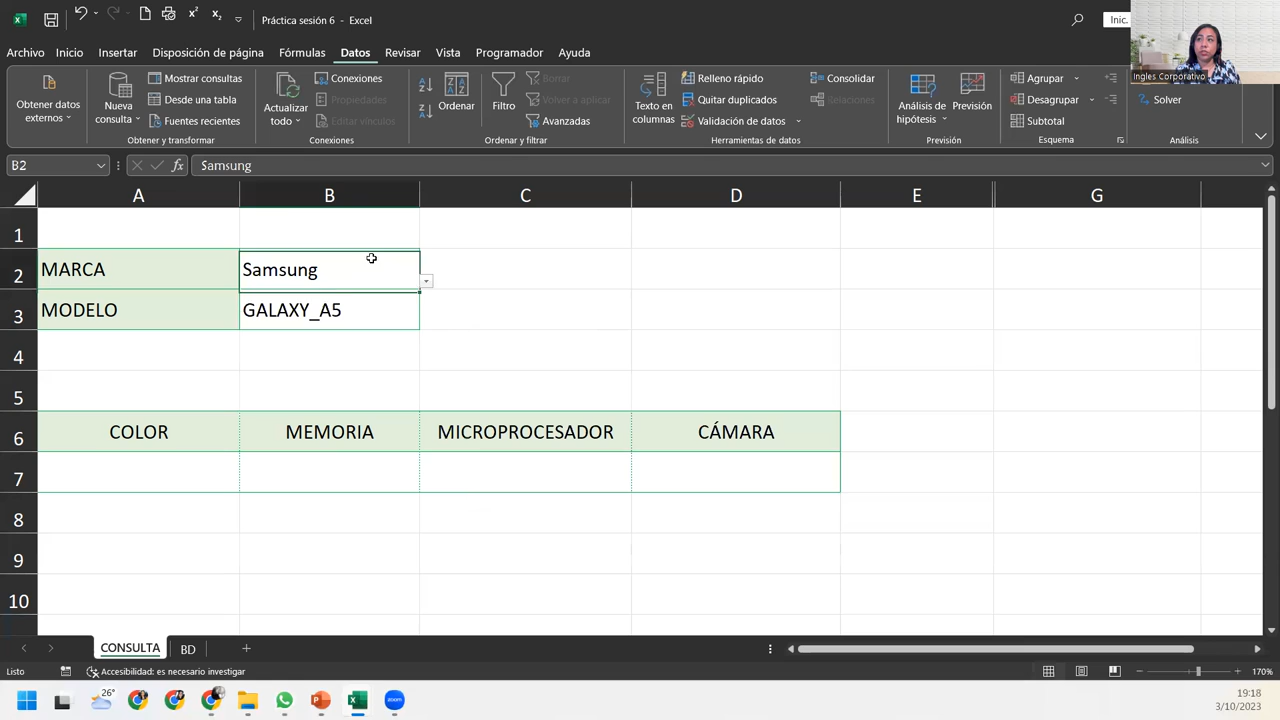 Práctica sesión 6 - Excel
Inic.
Archivo Inicio Insertar Disposición de página Fórmulas Datos Revisar Vista Programador Ayuda
Ingles Corporativo
Obtener datos externos
Nueva consulta
Mostrar consultas
Desde una tabla
Fuentes recientes
Obtener y transformar
Actualizar todo
Conexiones
Propiedades
Editar vínculos
Conexiones
Ordenar
Filtro
Borrar
Volver a aplicar
Avanzadas
Ordenar y filtrar
Texto en columnas
Relleno rápido
Quitar duplicados
Validación de datos
Consolidar
Relaciones
Herramientas de datos
Análisis de hipótesis
Previsión
Previsión
Agrupar
Desagrupar
Subtotal
Esquema
Solver
Análisis
B2
fx
Samsung
A B C D E G
1
2 MARCA Samsung
3 MODELO GALAXY_A5
4
5
6 COLOR MEMORIA MICROPROCESADOR CÁMARA
7
8
9
10
CONSULTA BD
Listo
Accesibilidad: es necesario investigar
170%
26°
zoom
19:18
3/10/2023